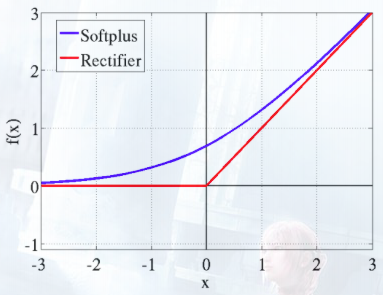 3
Softplus
Rectifier
2
1
0
-1
f(x)
-3 -2 -1 0 1 2 3
x